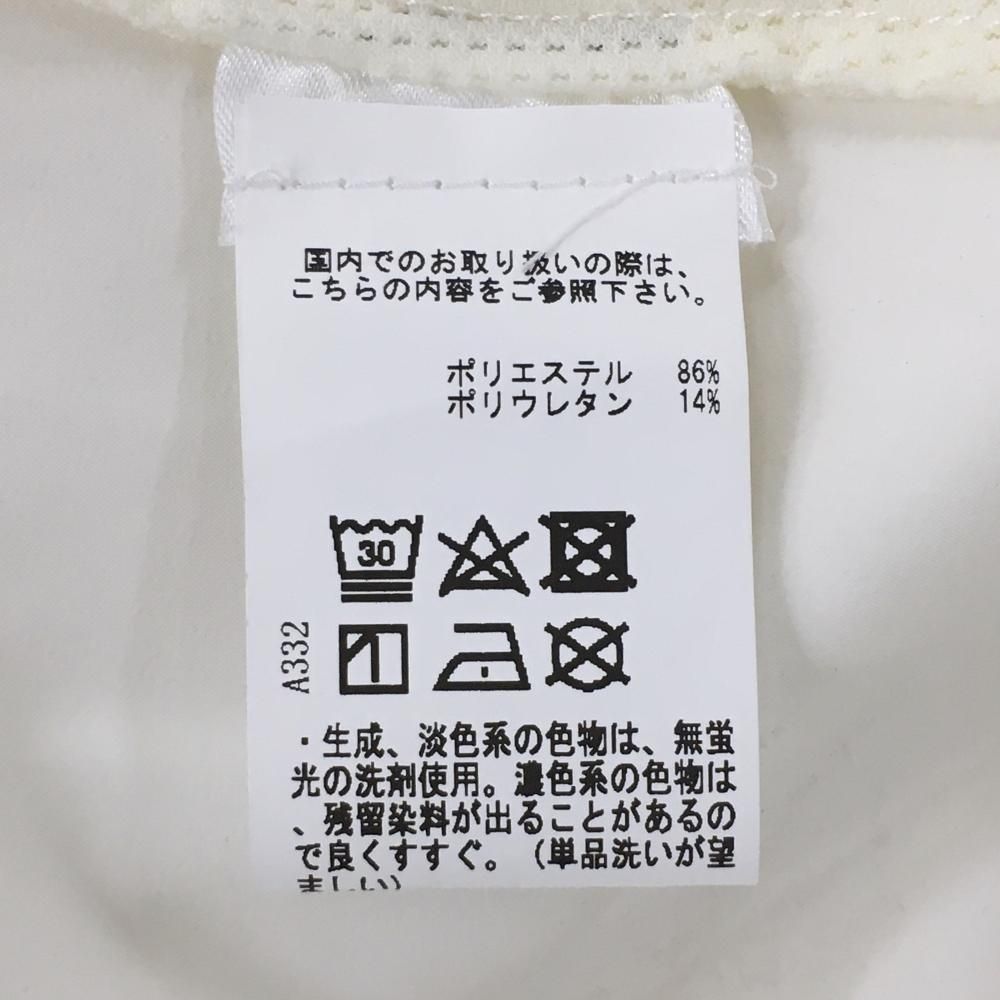 国内でのお取り扱いの際は、
こちらの内容をご参照下さい。
ポリエステル 86%
ポリウレタン 14%
30
A332
・生成、淡色系の色物は、無蛍
光の洗剤使用。濃色系の色物は
、残留染料が出ることがあるの
で良くすすぐ。（単品洗いが望
ましい）